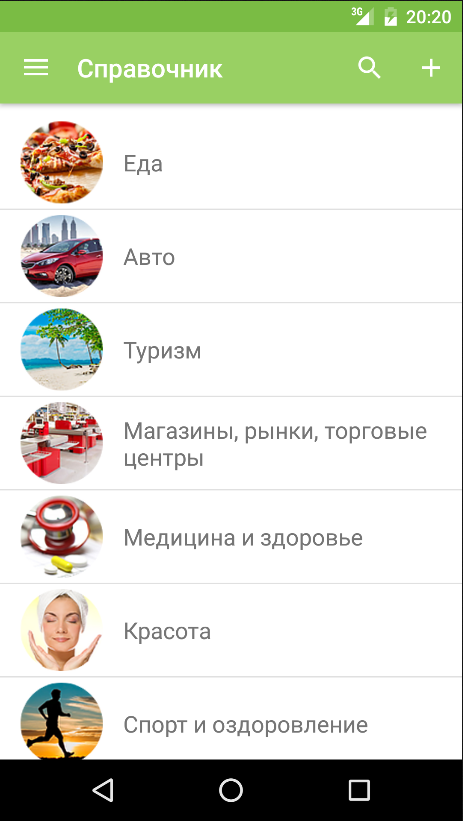 3G 20:20
Справочник
Еда
Авто
Туризм
Магазины, рынки, торговые
центры
Медицина и здоровье
Красота
Спорт и оздоровление